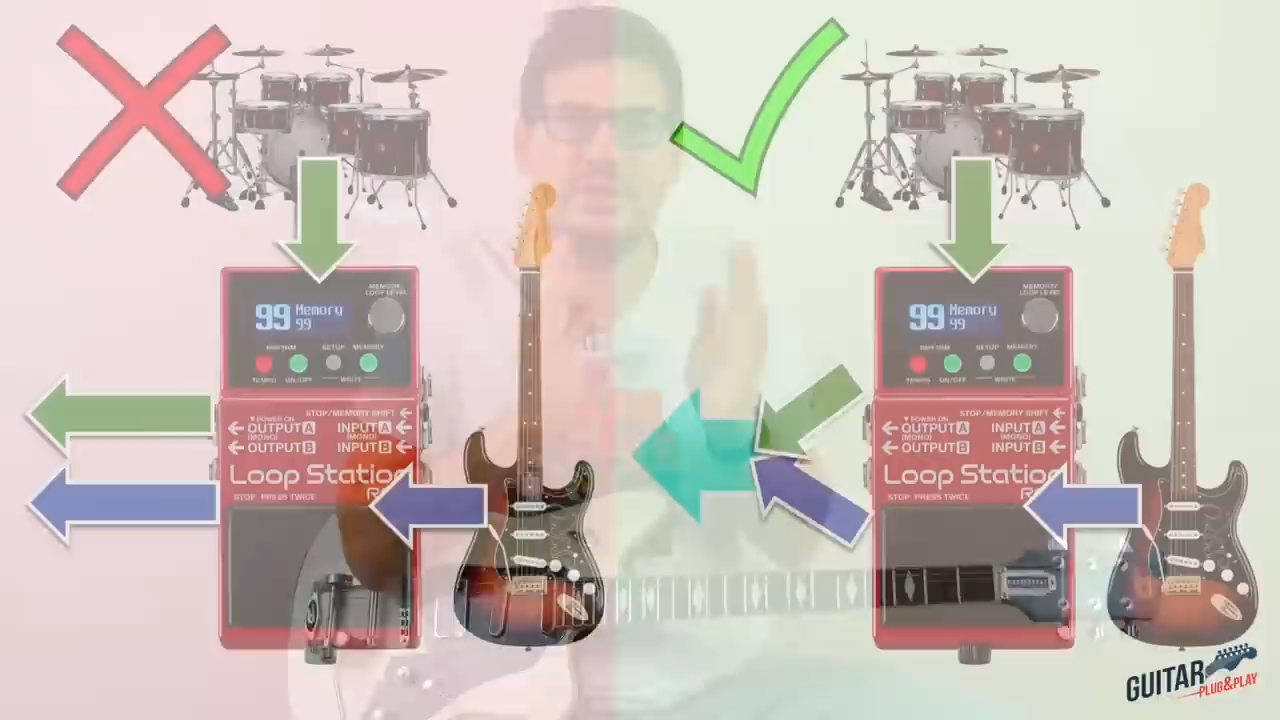 MEMORY/
LOOP LEVEL
99 Memory
99
RHYTHM SETUP MEMORY
TEMPO ON/OFF WRITE
STOP/MEMORY SHIFT
▼POWER ON
OUTPUT A INPUT A
(MONO) (MONO)
OUTPUT B INPUT B
Loop Station
STOP: PRESS TWICE
MEMORY/
LOOP LEVEL
99 Memory
99
RHYTHM SETUP MEMORY
TEMPO ON/OFF WRITE
STOP/MEMORY SHIFT
▼POWER ON
OUTPUT A INPUT A
(MONO) (MONO)
OUTPUT B INPUT B
Loop Station
STOP: PRESS TWICE
GUITAR
PLUG&PLAY